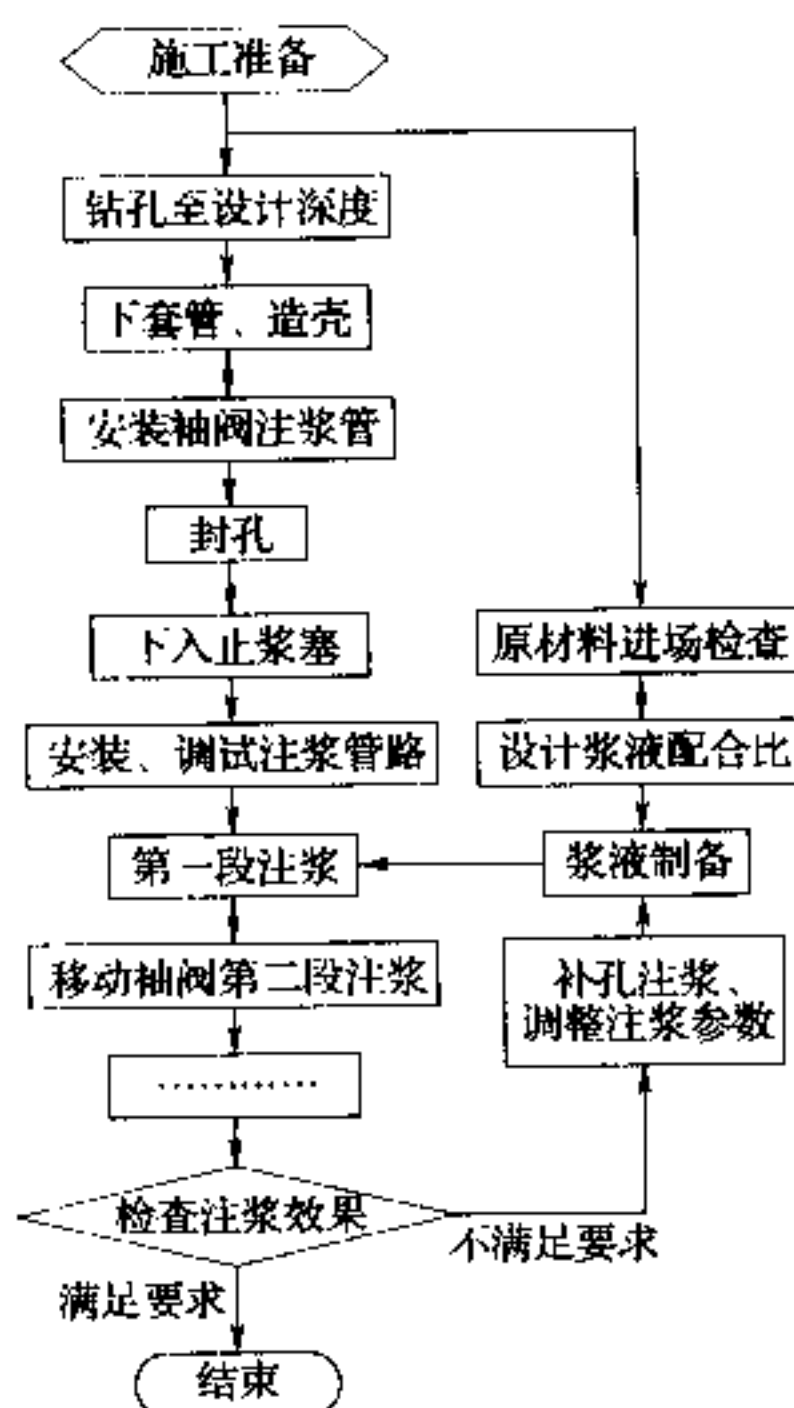 施工准备
钻孔至设计深度
下套管、造壳
安装袖阀注浆管
封孔
下入止浆塞
安装、调试注浆管路
第一段注浆
移动袖阀第二段注浆
············
检查注浆效果
满足要求
结束
原材料进场检查
设计浆液配合比
浆液制备
补孔注浆、
调整注浆参数
不满足要求